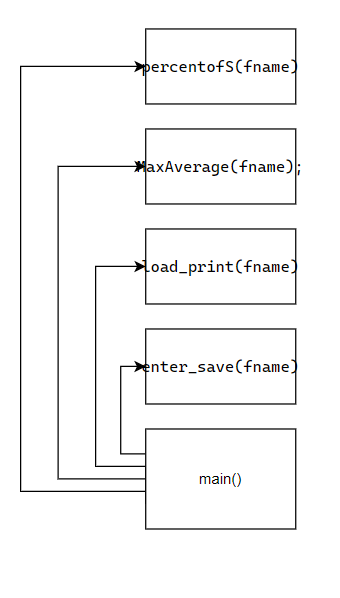 percentofS(fname)
MaxAverage(fname);
load_print(fname)
enter_save(fname)
main()